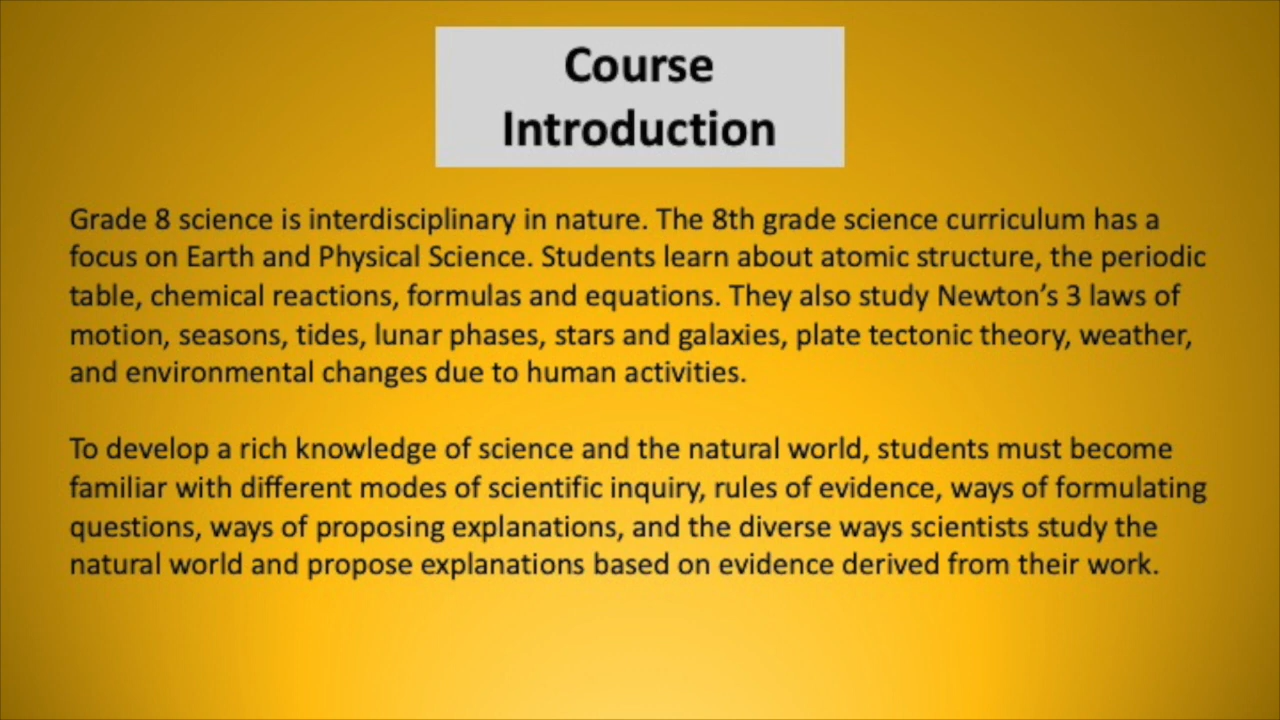 Course
Introduction
Grade 8 science is interdisciplinary in nature. The 8th grade science curriculum has a
focus on Earth and Physical Science. Students learn about atomic structure, the periodic
table, chemical reactions, formulas and equations. They also study Newton’s 3 laws of
motion, seasons, tides, lunar phases, stars and galaxies, plate tectonic theory, weather,
and environmental changes due to human activities.
To develop a rich knowledge of science and the natural world, students must become
familiar with different modes of scientific inquiry, rules of evidence, ways of formulating
questions, ways of proposing explanations, and the diverse ways scientists study the
natural world and propose explanations based on evidence derived from their work.